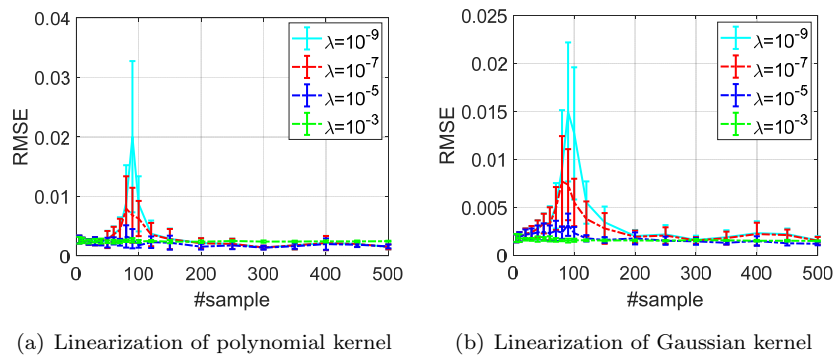 0.04
0.03
0.02
0.01
0
RMSE
0 100 200 300 400 500
#sample
λ=10⁻⁹
λ=10⁻⁷
λ=10⁻⁵
λ=10⁻³
(a) Linearization of polynomial kernel
0.025
0.02
0.015
0.01
0.005
0
RMSE
0 100 200 300 400 500
#sample
λ=10⁻⁹
λ=10⁻⁷
λ=10⁻⁵
λ=10⁻³
(b) Linearization of Gaussian kernel